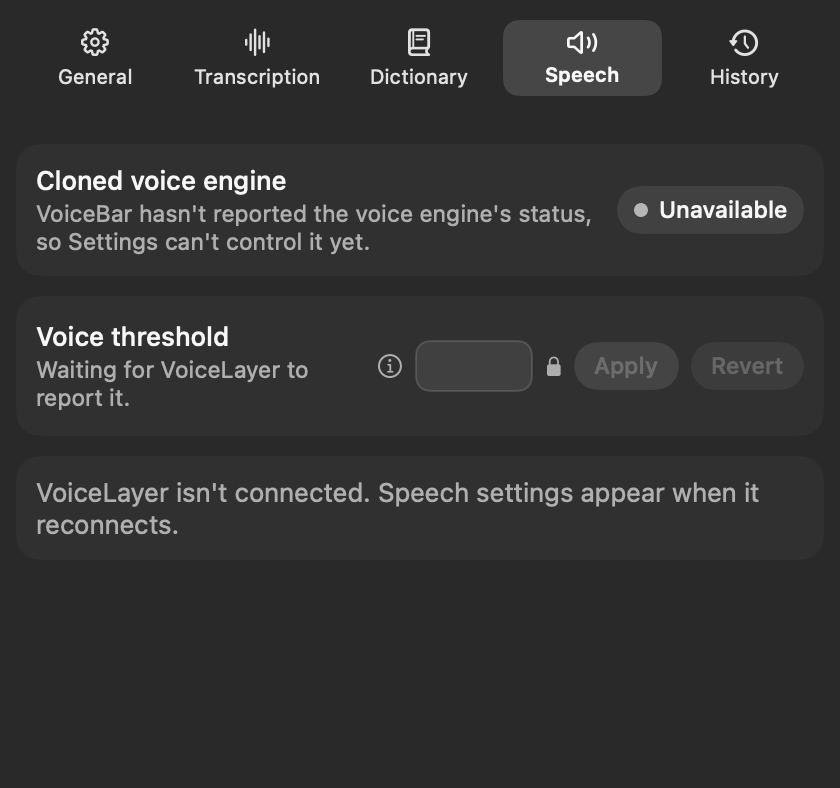 General
Transcription
Dictionary
Speech
History
Cloned voice engine
VoiceBar hasn't reported the voice engine's status,
so Settings can't control it yet.
Unavailable
Voice threshold
Waiting for VoiceLayer to
report it.
Apply
Revert
VoiceLayer isn't connected. Speech settings appear when it
reconnects.